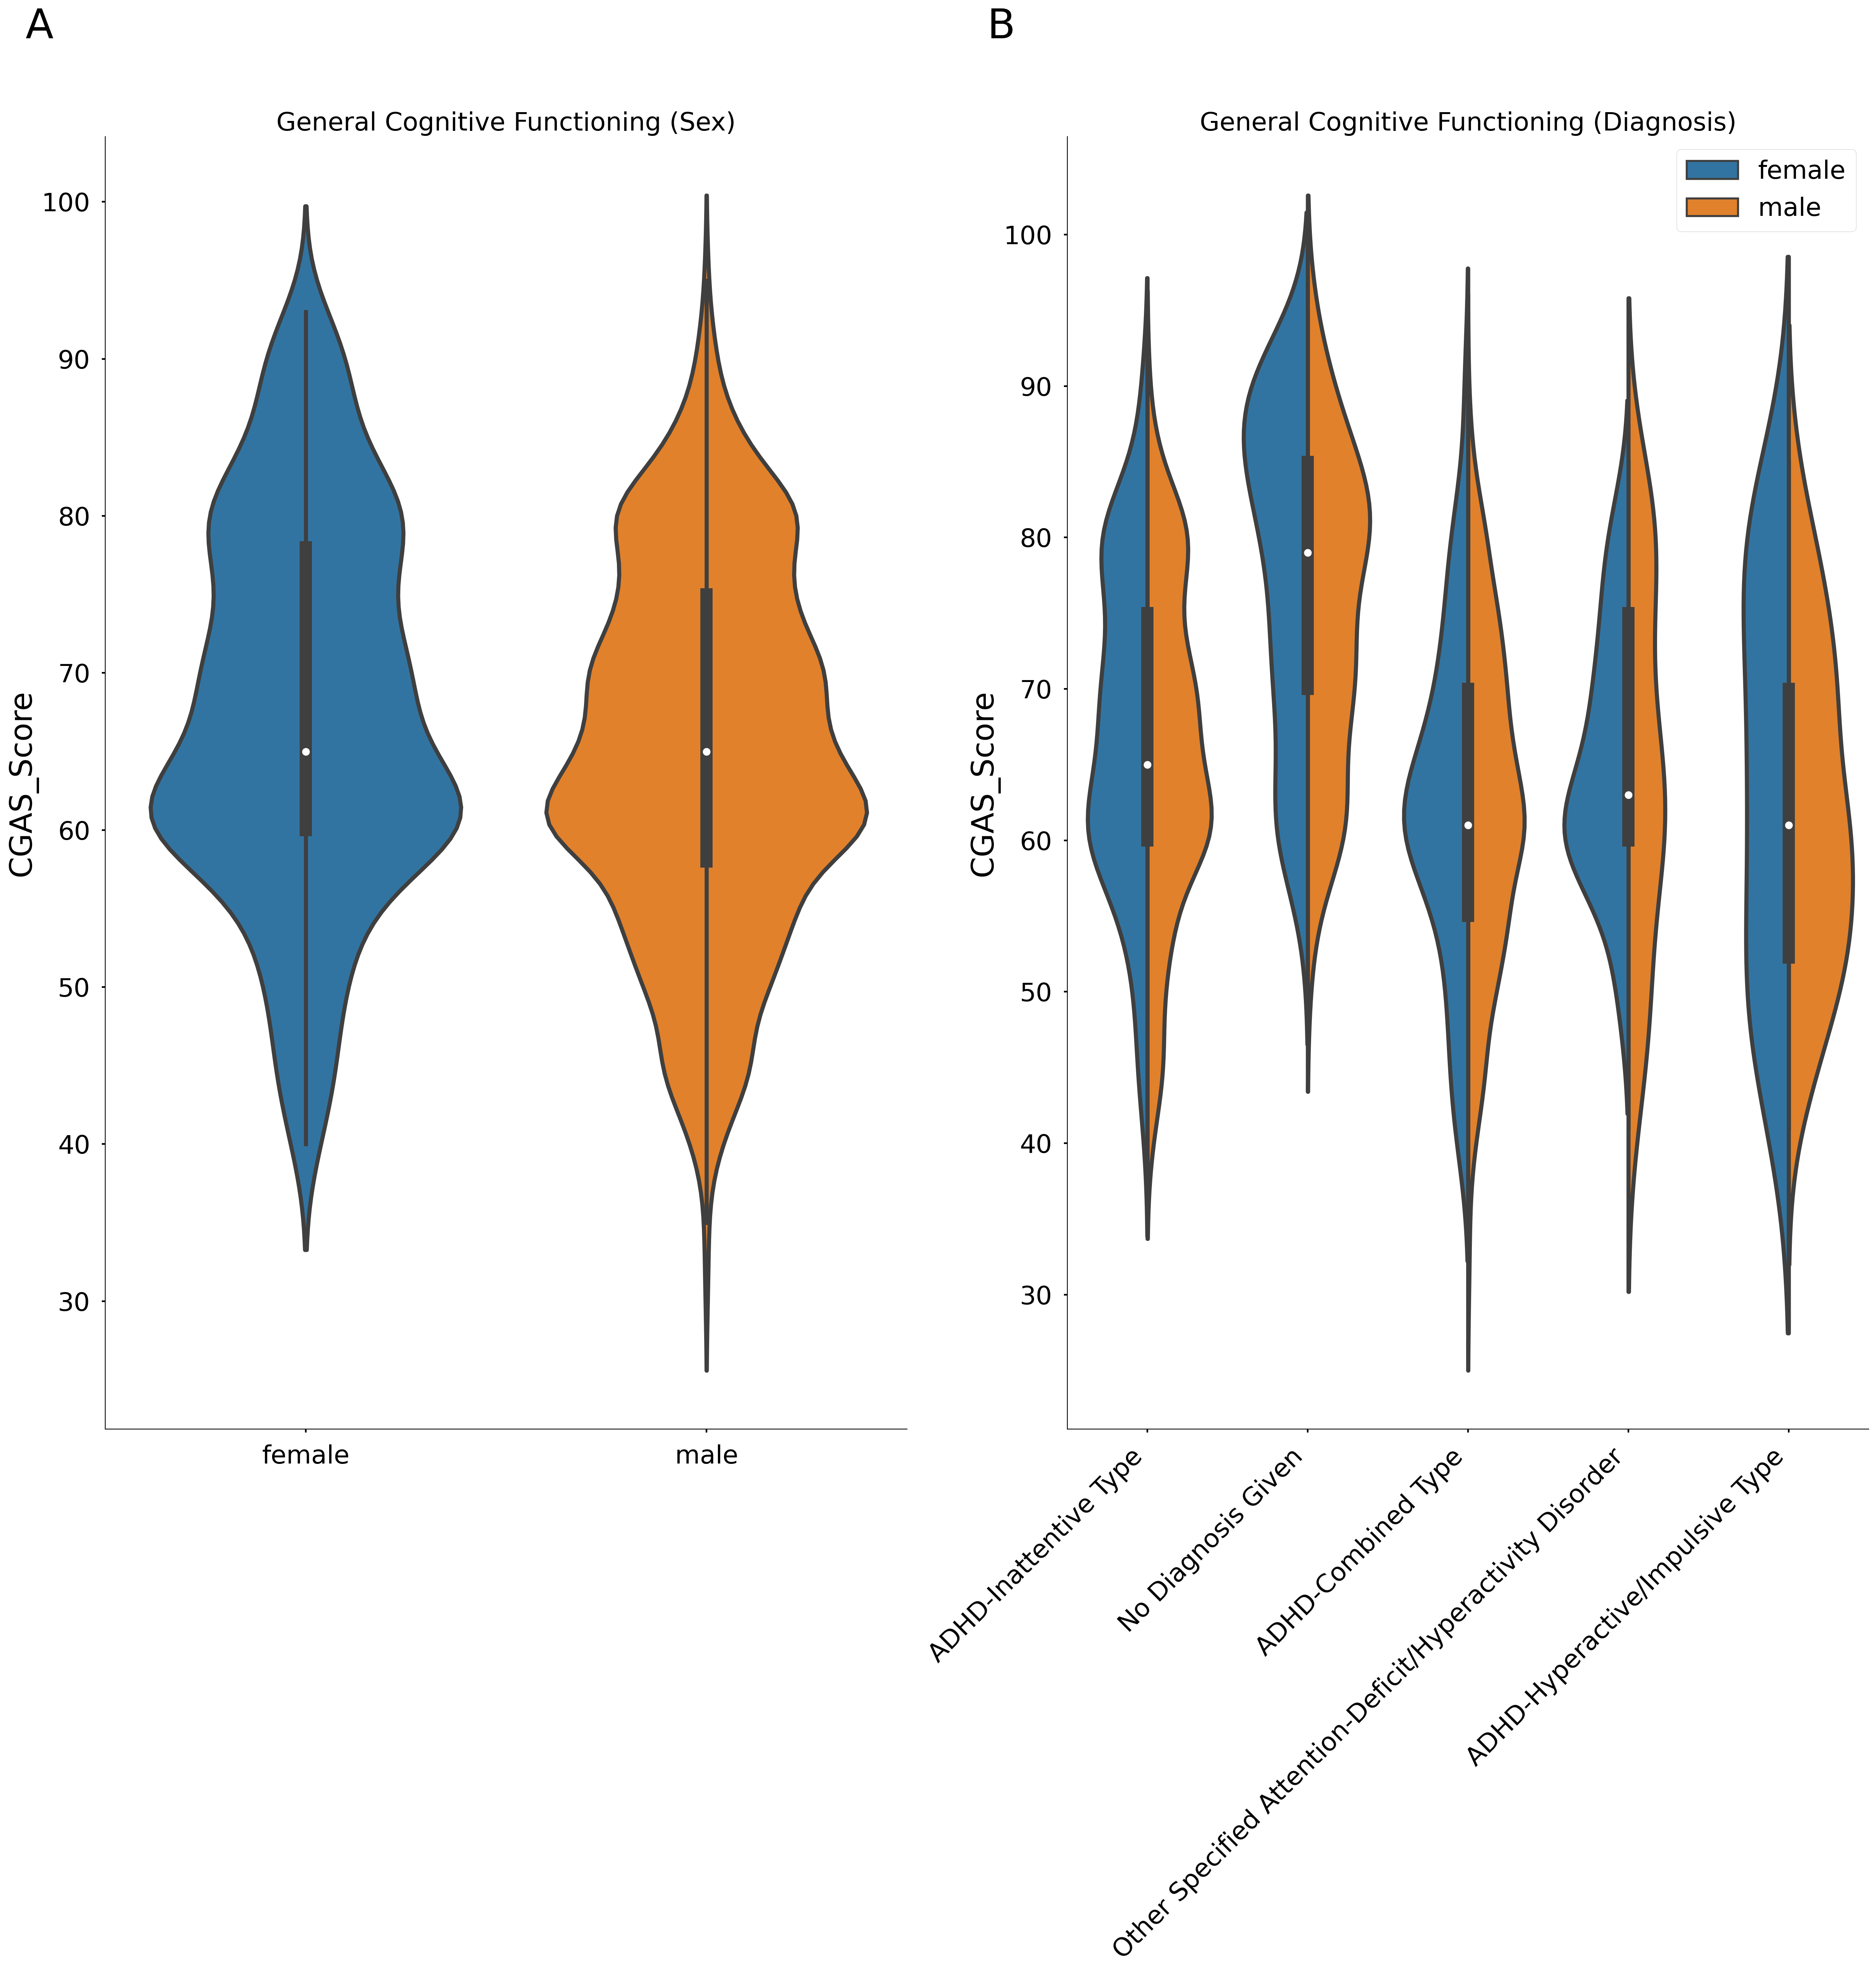 A
General Cognitive Functioning (Sex)
CGAS_Score
100
90
80
70
60
50
40
30
female
male
B
General Cognitive Functioning (Diagnosis)
female
male
CGAS_Score
100
90
80
70
60
50
40
30
ADHD-Inattentive Type
No Diagnosis Given
ADHD-Combined Type
Other Specified Attention-Deficit/Hyperactivity Disorder
ADHD-Hyperactive/Impulsive Type